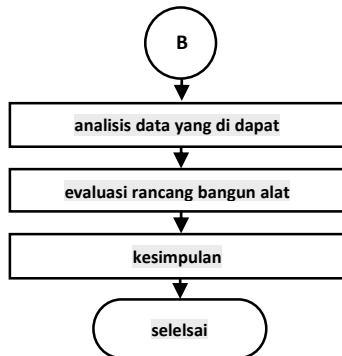 B
analisis data yang di dapat
evaluasi rancang bangun alat
kesimpulan
selelsai